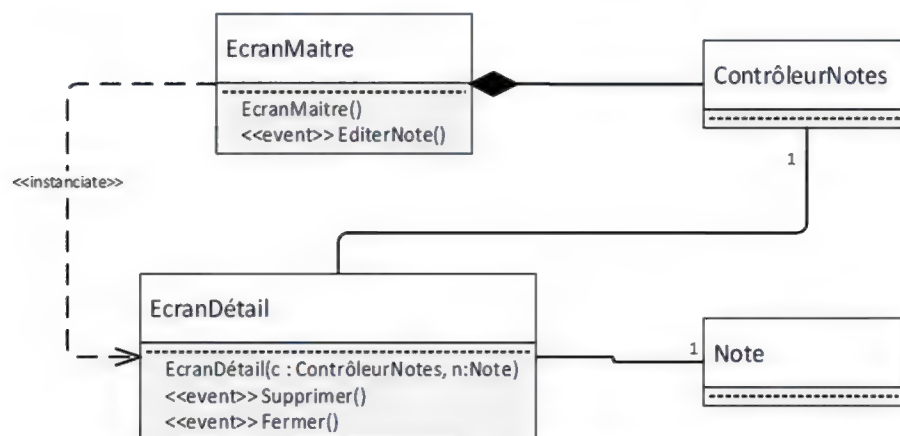 EcranMaitre
EcranMaitre()
<<event>> EditerNote()
ContrôleurNotes
1
<<instanciate>>
EcranDétail
EcranDétail(c : ContrôleurNotes, n:Note)
<<event>> Supprimer()
<<event>> Fermer()
1
Note